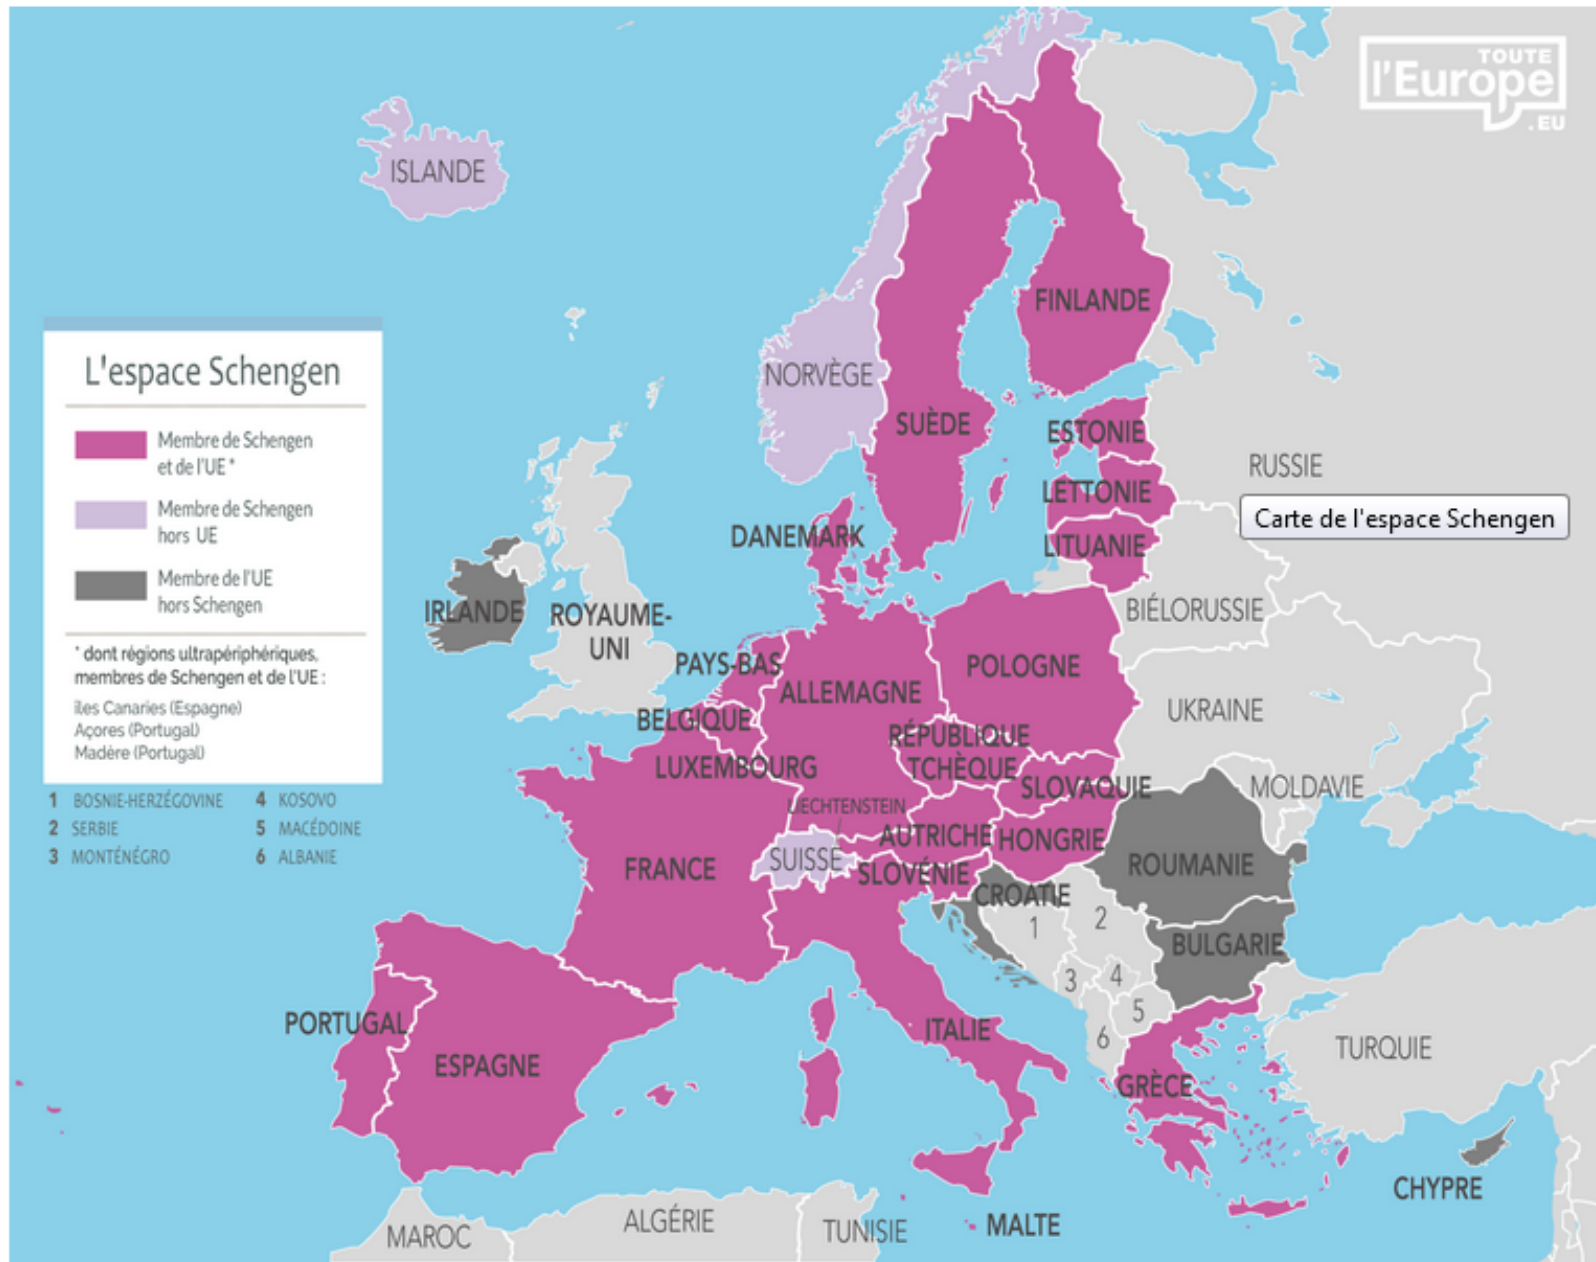 TOUTE
l'Europe
.EU
ISLANDE
FINLANDE
L'espace Schengen
NORVÈGE
SUÈDE
Membre de Schengen
et de l'UE *
ESTONIE
RUSSIE
LETTONIE
Membre de Schengen
hors UE
Carte de l'espace Schengen
DANEMARK
LITUANIE
Membre de l'UE
hors Schengen
IRLANDE
ROYAUME-
UNI
BIÉLORUSSIE
* dont régions ultrapériphériques,
membres de Schengen et de l'UE :
îles Canaries (Espagne)
Açores (Portugal)
Madère (Portugal)
PAYS-BAS
POLOGNE
ALLEMAGNE
UKRAINE
BELGIQUE
RÉPUBLIQUE
TCHÈQUE
LUXEMBOURG
SLOVAQUIE
MOLDAVIE
1 BOSNIE-HERZÉGOVINE 4 KOSOVO
2 SERBIE 5 MACÉDOINE
3 MONTÉNÉGRO 6 ALBANIE
LIECHTENSTEIN
AUTRICHE
HONGRIE
FRANCE
SUISSE
SLOVÉNIE
ROUMANIE
CROATIE
1
2
BULGARIE
3
4
5
6
PORTUGAL
ESPAGNE
ITALIE
TURQUIE
GRÈCE
CHYPRE
MAROC
ALGÉRIE
TUNISIE
MALTE